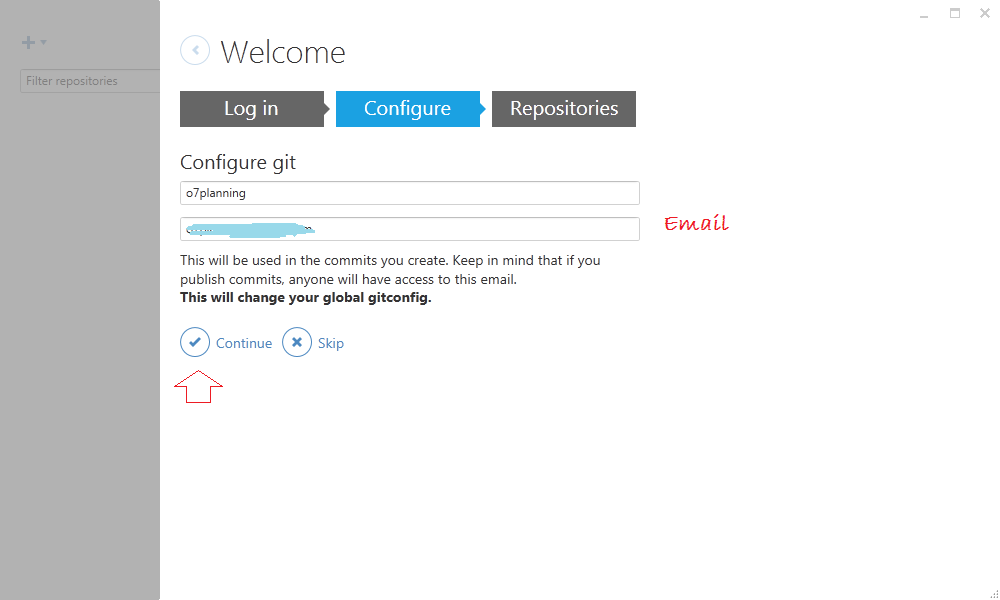 Filter repositories
Welcome
Log in
Configure
Repositories
Configure git
o7planning
Email
This will be used in the commits you create. Keep in mind that if you
publish commits, anyone will have access to this email.
This will change your global gitconfig.
Continue
Skip